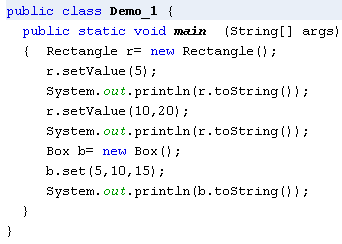 public class Demo_1 {
public static void main (String[] args)
{ Rectangle r= new Rectangle();
r.setValue(5);
System.out.println(r.toString());
r.setValue(10,20);
System.out.println(r.toString());
Box b= new Box();
b.set(5,10,15);
System.out.println(b.toString());
}
}